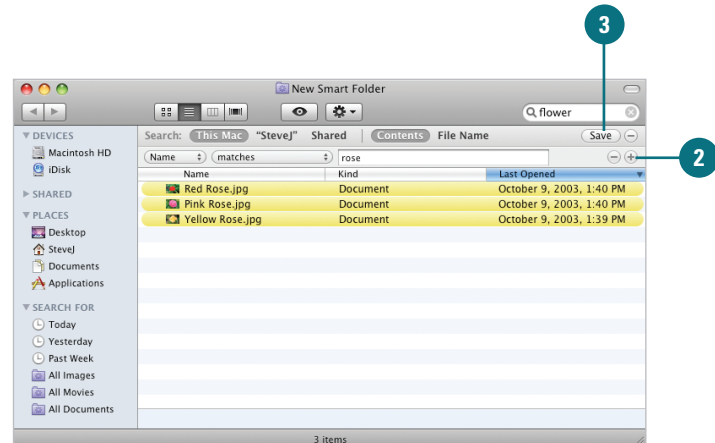 3
New Smart Folder
flower
Search: This Mac "SteveJ" Shared Contents File Name Save
Name matches rose
2
Name Kind Last Opened
Red Rose.jpg Document October 9, 2003, 1:40 PM
Pink Rose.jpg Document October 9, 2003, 1:40 PM
Yellow Rose.jpg Document October 9, 2003, 1:39 PM
DEVICES
Macintosh HD
iDisk
SHARED
PLACES
Desktop
SteveJ
Documents
Applications
SEARCH FOR
Today
Yesterday
Past Week
All Images
All Movies
All Documents
3 items